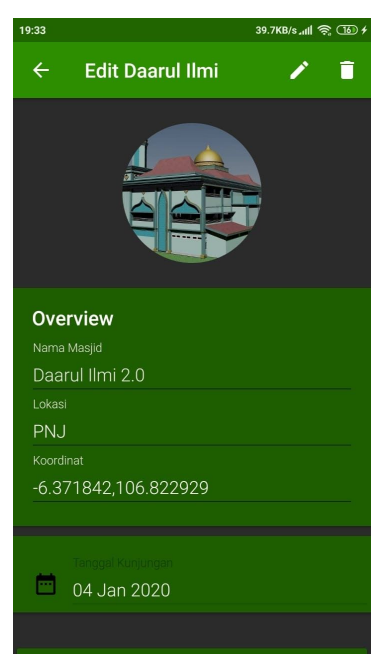 19:33
39.7KB/s 16
Edit Daarul Ilmi
Overview
Nama Masjid
Daarul Ilmi 2.0
Lokasi
PNJ
Koordinat
-6.371842,106.822929
Tanggal Kunjungan
04 Jan 2020